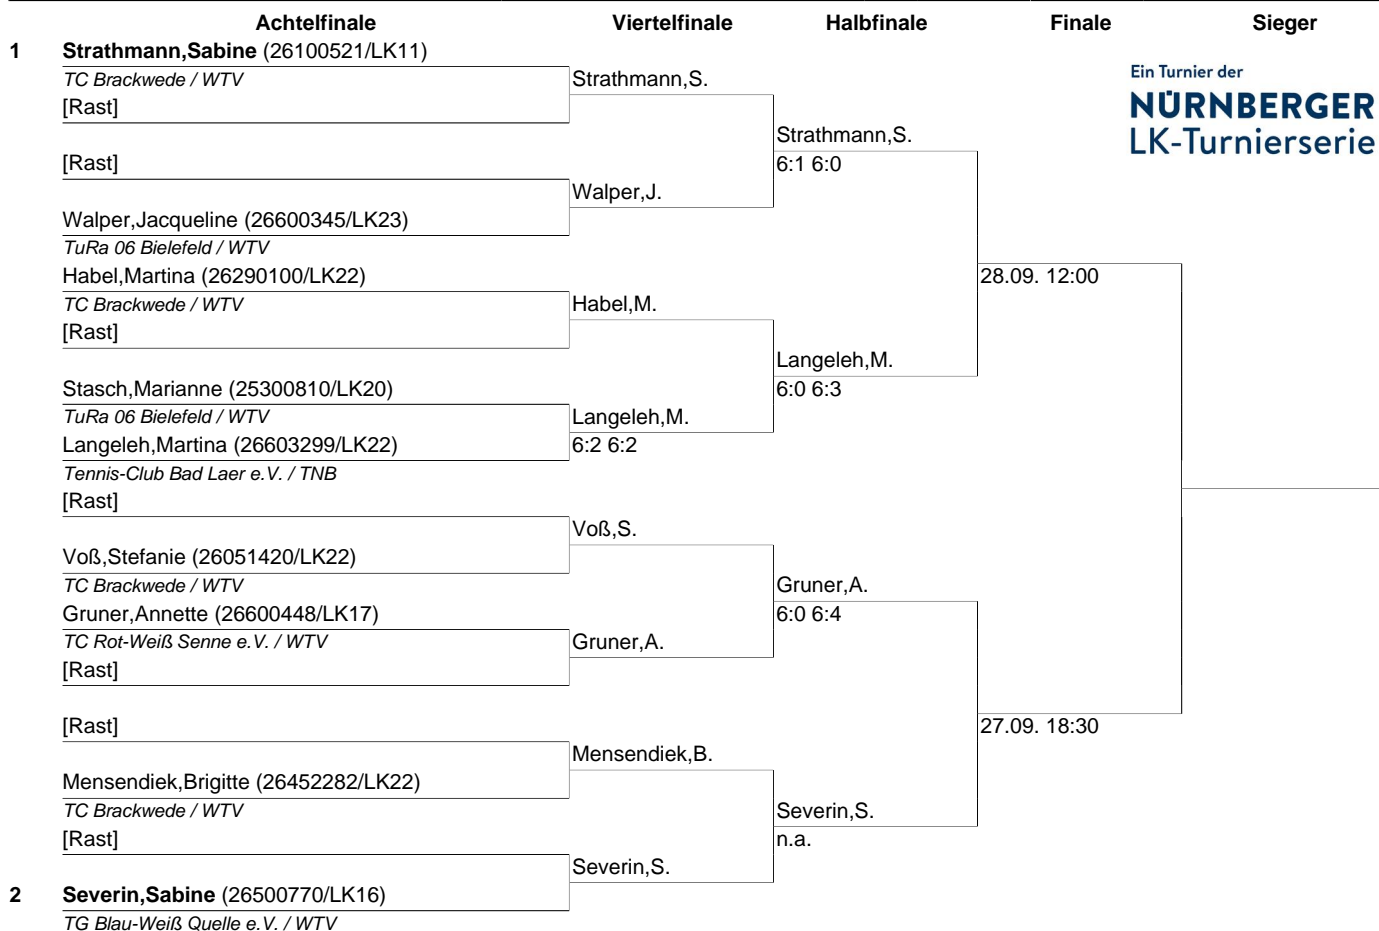 Achtelfinale Viertelfinale Halbfinale Finale Sieger
1 Strathmann,Sabine (26100521/LK11)
Ein Turnier der
TC Brackwede / WTV Strathmann,S.
NÜRNBERGER
[Rast]
Strathmann,S.
LK-Turnierserie
[Rast] 6:1 6:0
Walper,J.
Walper,Jacqueline (26600345/LK23)
TuRa 06 Bielefeld / WTV
Habel,Martina (26290100/LK22) 28.09. 12:00
TC Brackwede / WTV Habel,M.
[Rast]
Langeleh,M.
Stasch,Marianne (25300810/LK20) 6:0 6:3
TuRa 06 Bielefeld / WTV Langeleh,M.
Langeleh,Martina (26603299/LK22) 6:2 6:2
Tennis-Club Bad Laer e.V. / TNB
[Rast]
Voß,S.
Voß,Stefanie (26051420/LK22)
TC Brackwede / WTV Gruner,A.
Gruner,Annette (26600448/LK17) 6:0 6:4
TC Rot-Weiß Senne e.V. / WTV Gruner,A.
[Rast]
[Rast] 27.09. 18:30
Mensendiek,B.
Mensendiek,Brigitte (26452282/LK22)
TC Brackwede / WTV Severin,S.
[Rast] n.a.
Severin,S.
2 Severin,Sabine (26500770/LK16)
TG Blau-Weiß Quelle e.V. / WTV